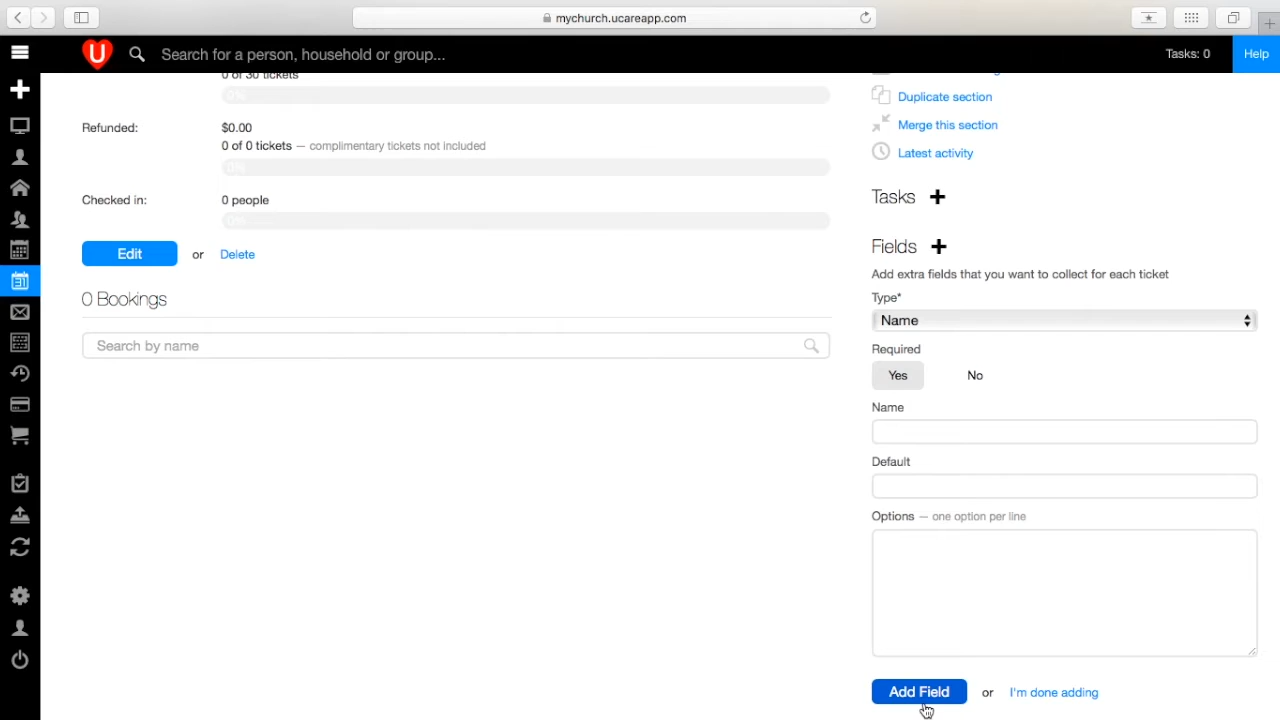 mychurch.ucareapp.com
U
Search for a person, household or group...
Tasks: 0
Help
0 of 30 tickets
0%
Refunded:
$0.00
0 of 0 tickets — complimentary tickets not included
0%
Checked in:
0 people
0%
Edit
or
Delete
0 Bookings
Search by name
Duplicate section
Merge this section
Latest activity
Tasks
Fields
Add extra fields that you want to collect for each ticket
Type*
Name
Required
Yes
No
Name
Default
Options — one option per line
Add Field
or
I'm done adding
31